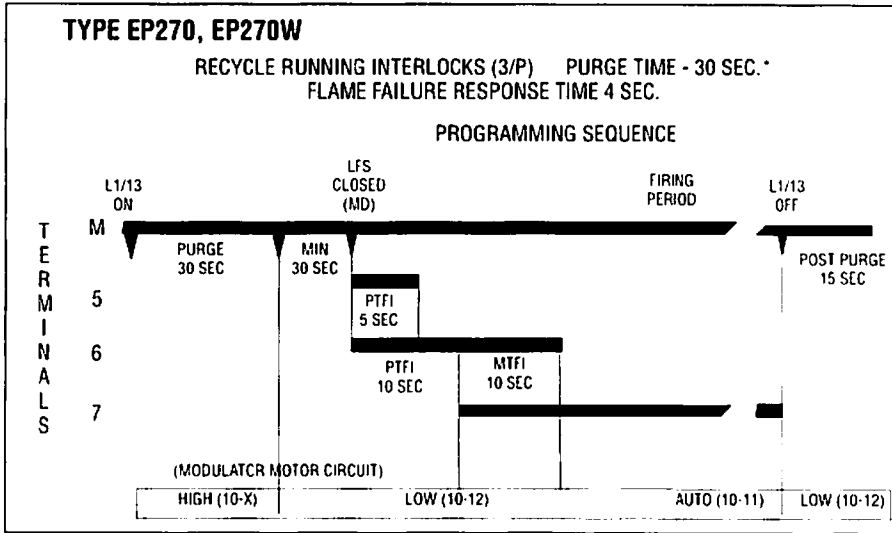 TYPE EP270, EP270W
RECYCLE RUNNING INTERLOCKS (3/P) PURGE TIME - 30 SEC.*
FLAME FAILURE RESPONSE TIME 4 SEC.
PROGRAMMING SEQUENCE
L1/13
ON
LFS
CLOSED
(MD)
FIRING
PERIOD
L1/13
OFF
TERMINALS
M
PURGE
30 SEC
MIN
30 SEC
POST PURGE
15 SEC
5
PTFI
5 SEC
6
PTFI
10 SEC
MTFI
10 SEC
7
(MODULATCR MOTOR CIRCUIT)
HIGH (10-X) LOW (10-12) AUTO (10-11) LOW (10-12)